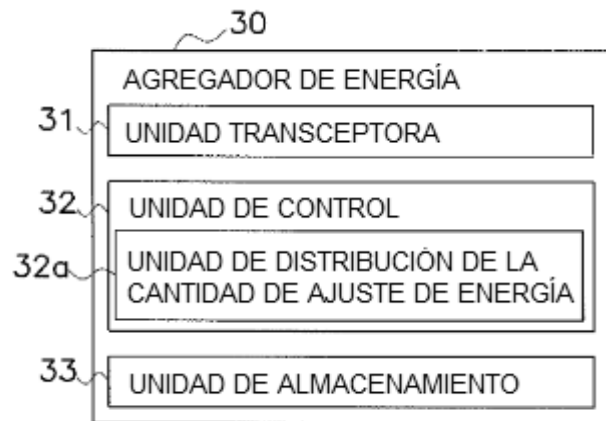 30
AGREGADOR DE ENERGÍA
31
UNIDAD TRANSCEPTORA
32
UNIDAD DE CONTROL
32a
UNIDAD DE DISTRIBUCIÓN DE LA
CANTIDAD DE AJUSTE DE ENERGÍA
33
UNIDAD DE ALMACENAMIENTO